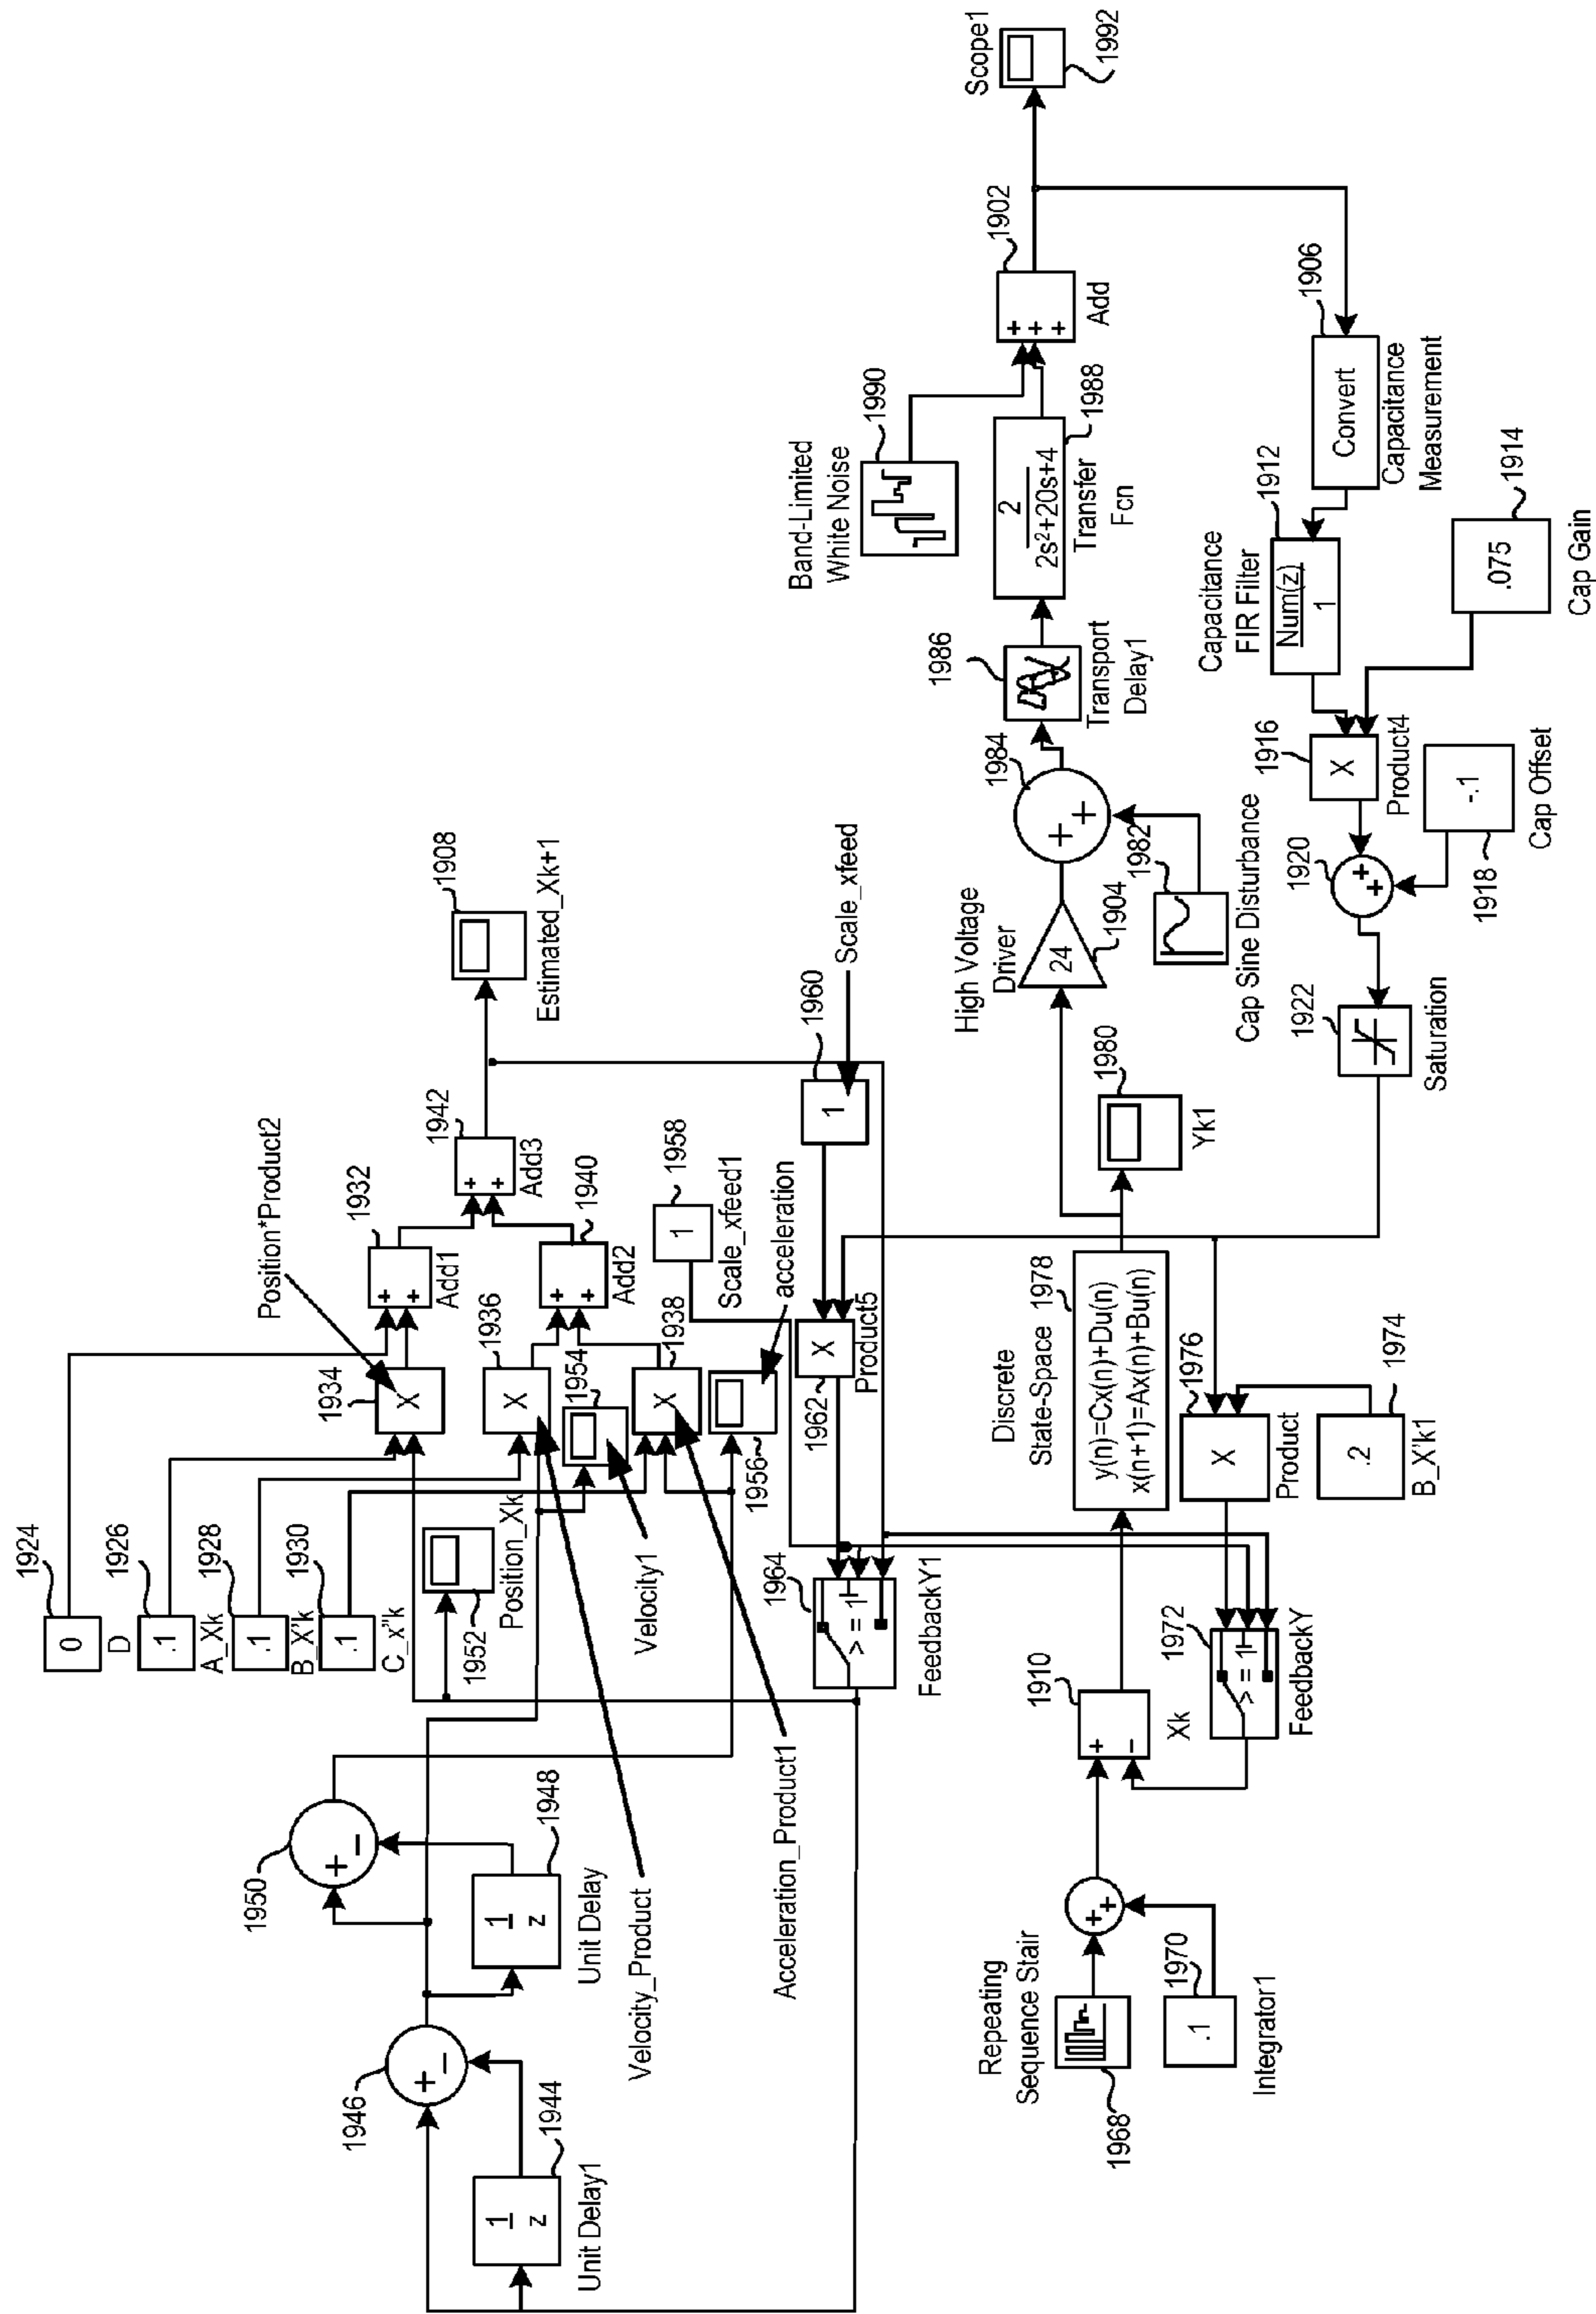 1924
0
D
1926
.1
A_Xk
1928
.1
B_X'k
1930
.1
C_x"k
Position*Product2
1934
X
1932
+
+
Add1
1942
+
+
Add3
1908
Estimated_Xk+1
1936
X
1940
+
+
Add2
1958
1
Scale_xfeed1
1960
1
Scale_xfeed
1938
X
1954
1956
acceleration
1952
Position_Xk
Velocity1
1950
+
−
1948
1
z
Unit Delay
1946
+
−
1944
1
z
Unit Delay1
Velocity_Product
Acceleration_Product1
1962
X
Product5
1964
> = 1
FeedbackY1
Repeating
Sequence Stair
1968
+
+
1970
.1
Integrator1
1910
+
−
Xk
1972
> = 1
FeedbackY
Discrete
State-Space 1978
y(n)=Cx(n)+Du(n)
x(n+1)=Ax(n)+Bu(n)
1976
X
Product
1974
.2
B_X'k1
1980
Yk1
High Voltage
Driver
24
1904
1982
Cap Sine Disturbance
1984
+
+
1986
Transport
Delay1
Band-Limited
White Noise
1990
2
2s²+20s+4
1988
Transfer
Fcn
1902
+
+
+
Add
Scope1
1992
1906
Convert
Capacitance
Measurement
Capacitance
FIR Filter
1912
Num(z)
1
1914
.075
Cap Gain
1916
X
Product4
1918
-.1
Cap Offset
1920
+
+
1922
Saturation